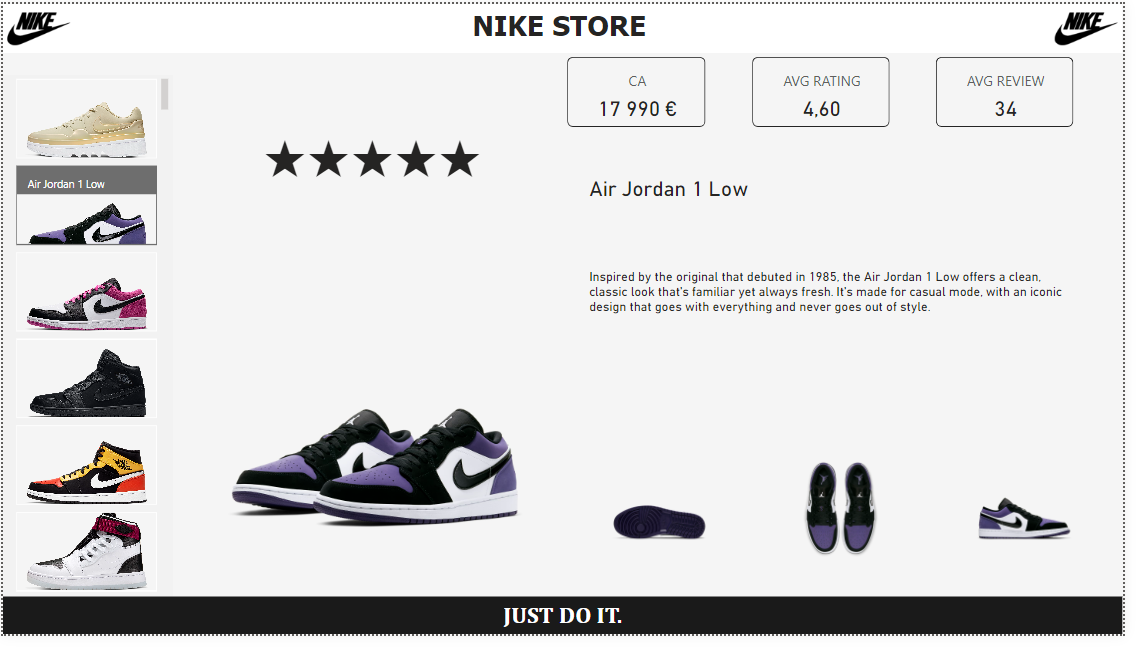 NIKE
NIKE STORE
NIKE
CA
17 990 €
AVG RATING
4,60
AVG REVIEW
34
Air Jordan 1 Low
Air Jordan 1 Low
Inspired by the original that debuted in 1985, the Air Jordan 1 Low offers a clean,
classic look that's familiar yet always fresh. It's made for casual mode, with an iconic
design that goes with everything and never goes out of style.
JUST DO IT.